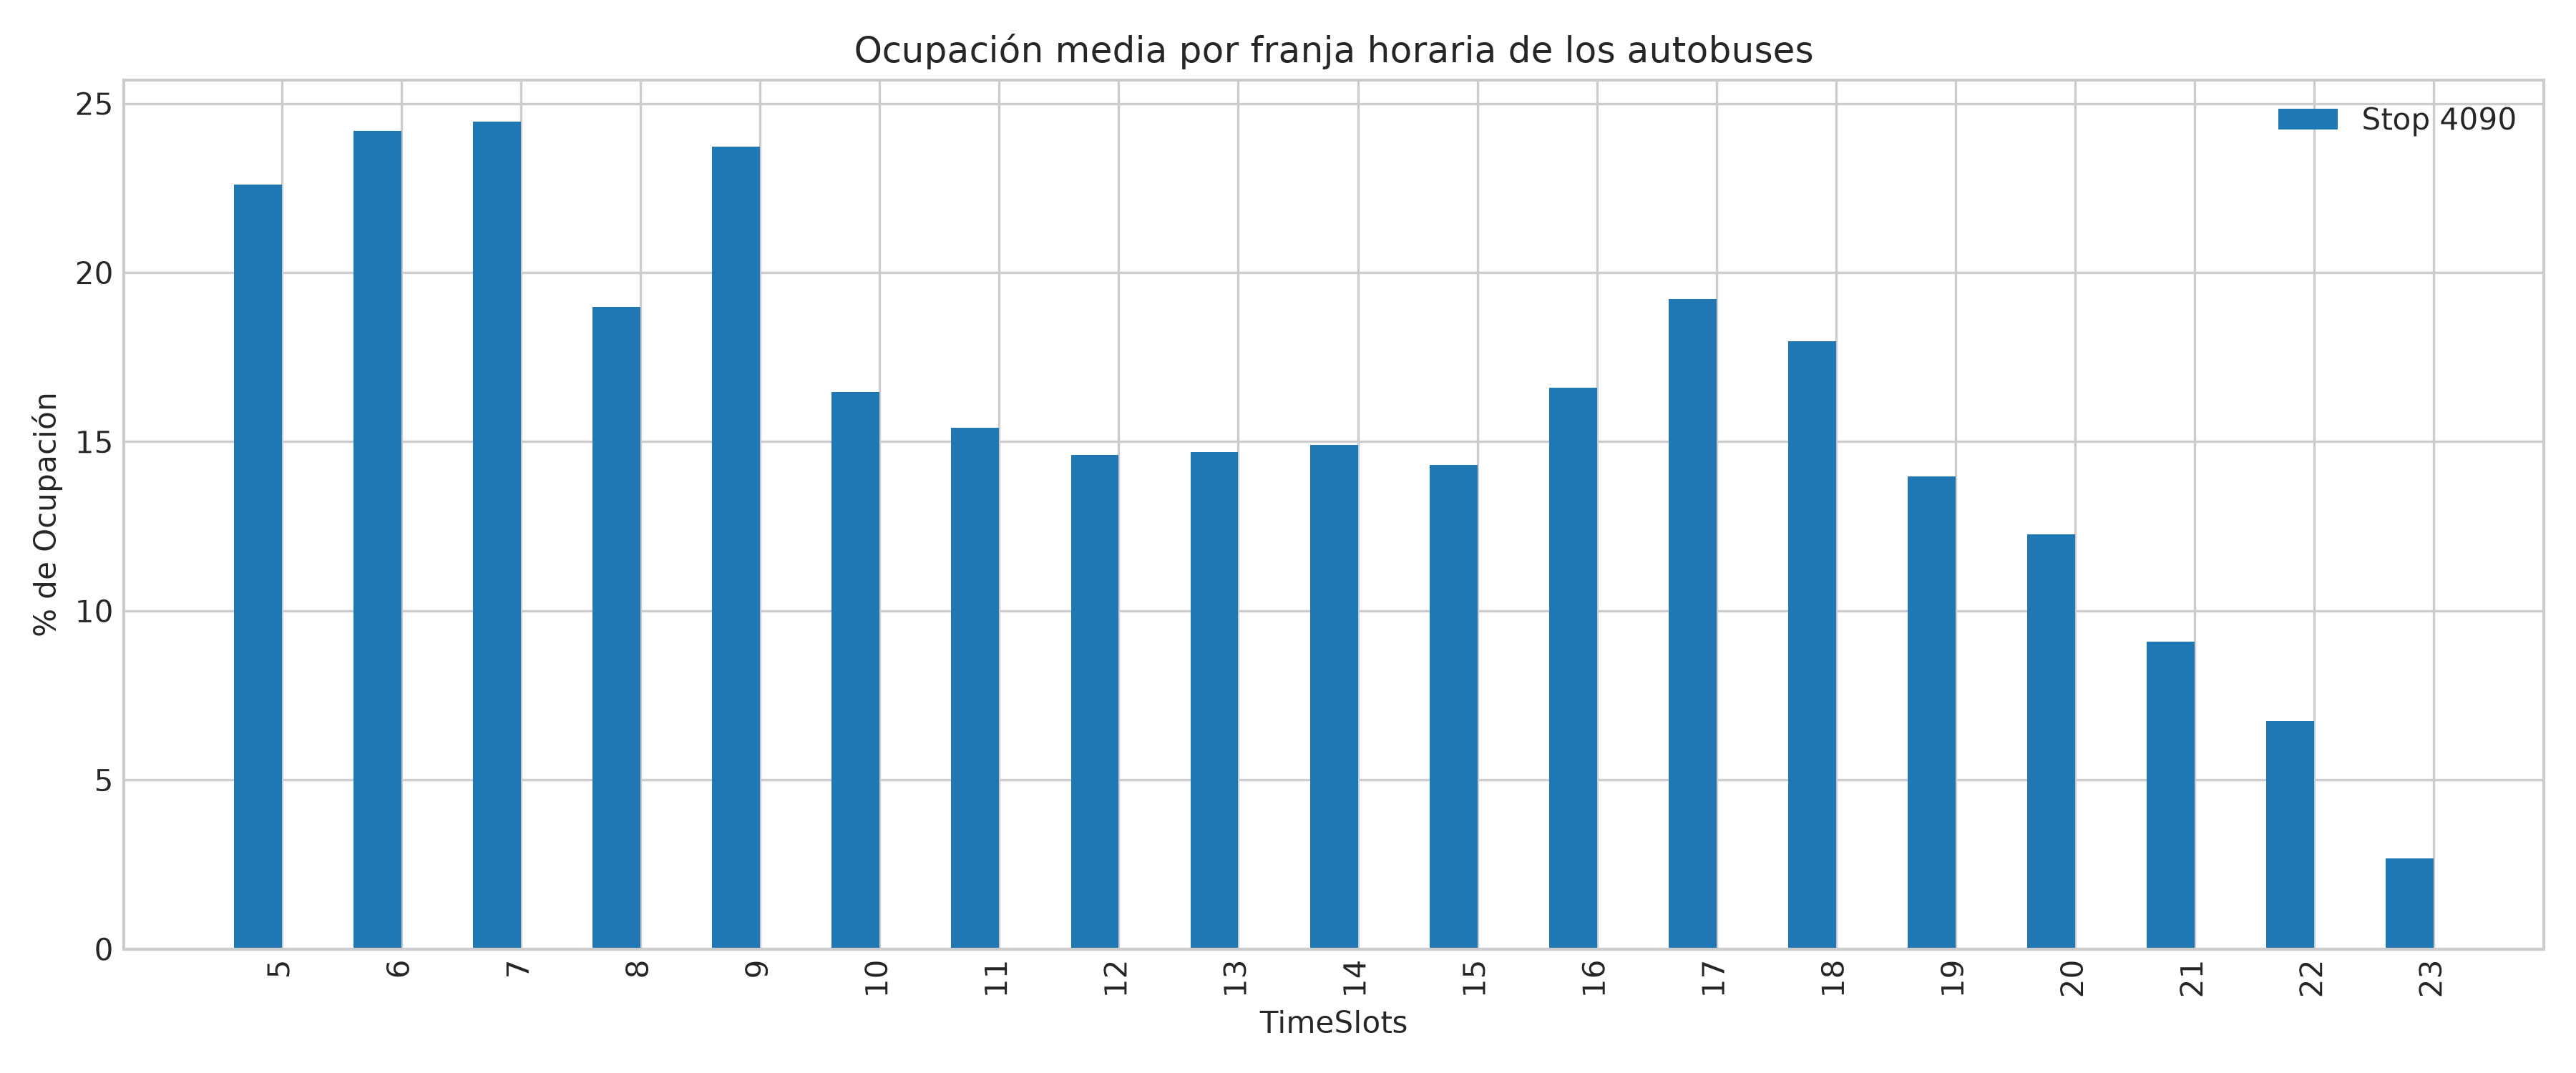 Ocupación media por franja horaria de los autobuses
Stop 4090
25
20
15
10
5
0
% de Ocupación
5 6 7 8 9 10 11 12 13 14 15 16 17 18 19 20 21 22 23
TimeSlots